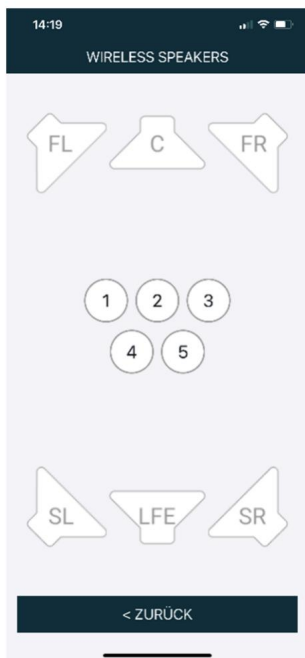 14:19
WIRELESS SPEAKERS
FL C FR
1 2 3
4 5
SL LFE SR
< ZURÜCK